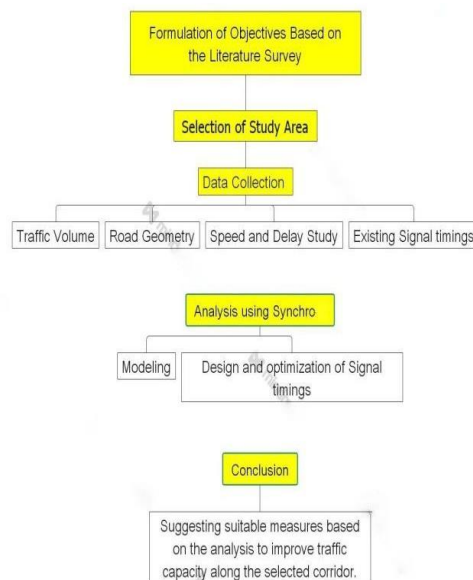 Formulation of Objectives Based on
the Literature Survey
Selection of Study Area
Data Collection
Traffic Volume
Road Geometry
Speed and Delay Study
Existing Signal timings
Analysis using Synchro
Modeling
Design and optimization of Signal
timings
Conclusion
Suggesting suitable measures based
on the analysis to improve traffic
capacity along the selected corridor.